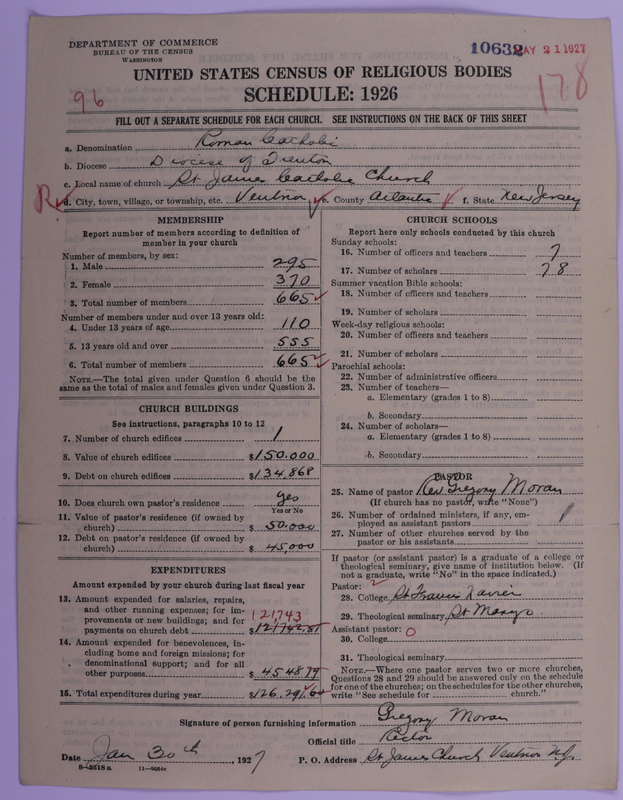 DEPARTMENT OF COMMERCE
BUREAU OF THE CENSUS
WASHINGTON
10632 MAY 21 1927
UNITED STATES CENSUS OF RELIGIOUS BODIES
SCHEDULE: 1926
96
178
FILL OUT A SEPARATE SCHEDULE FOR EACH CHURCH. SEE INSTRUCTIONS ON THE BACK OF THIS SHEET
a. Denomination Roman Catholic
b. Diocese Diocese of Trenton
c. Local name of church St James Catholic Church
R d. City, town, village, or township, etc. Ventnor e. County Atlantic f. State New Jersey
MEMBERSHIP
Report number of members according to definition of member in your church
Number of members, by sex:
1. Male 295
2. Female 370
3. Total number of members 665
Number of members under and over 13 years old:
4. Under 13 years of age 110
5. 13 years old and over 555
6. Total number of members 665
NOTE.—The total given under Question 6 should be the
same as the total of males and females given under Question 3.
CHURCH BUILDINGS
See instructions, paragraphs 10 to 12
7. Number of church edifices 1
8. Value of church edifices $150.000
9. Debt on church edifices $134,868
10. Does church own pastor's residence yes
Yes or No
11. Value of pastor's residence (if owned by
church) $ 50.000
12. Debt on pastor's residence (if owned by
church) $ 45,000
EXPENDITURES
Amount expended by your church during last fiscal year
13. Amount expended for salaries, repairs,
and other running expenses; for im-
provements or new buildings; and for 121,743
payments on church debt $121,742.81
14. Amount expended for benevolences, in-
cluding home and foreign missions; for
denominational support; and for all
other purposes $ 4548 79
15. Total expenditures during year $126,291.60
CHURCH SCHOOLS
Report here only schools conducted by this church
Sunday schools:
16. Number of officers and teachers 7
17. Number of scholars 78
Summer vacation Bible schools:
18. Number of officers and teachers
19. Number of scholars
Week-day religious schools:
20. Number of officers and teachers
21. Number of scholars
Parochial schools:
22. Number of administrative officers
23. Number of teachers—
a. Elementary (grades 1 to 8)
b. Secondary
24. Number of scholars—
a. Elementary (grades 1 to 8)
b. Secondary
PASTOR
25. Name of pastor Rev Gregory Moran
(If church has no pastor, write "None")
26. Number of ordained ministers, if any, em-
ployed as assistant pastors 1
27. Number of other churches served by the
pastor or his assistants
If pastor (or assistant pastor) is a graduate of a college or
theological seminary, give name of institution below. (If
not a graduate, write "No" in the space indicated.)
Pastor:
28. College St Francis Xavier
29. Theological seminary St Marys
Assistant pastor: 0
30. College
31. Theological seminary
NOTE.—Where one pastor serves two or more churches,
Questions 28 and 29 should be answered only on the schedule
for one of the churches; on the schedules for the other churches,
write "See schedule for church."
Signature of person furnishing information Gregory Moran
Official title Rector
Date Jan 30th, 1927 P. O. Address St James Church Ventnor N.J.